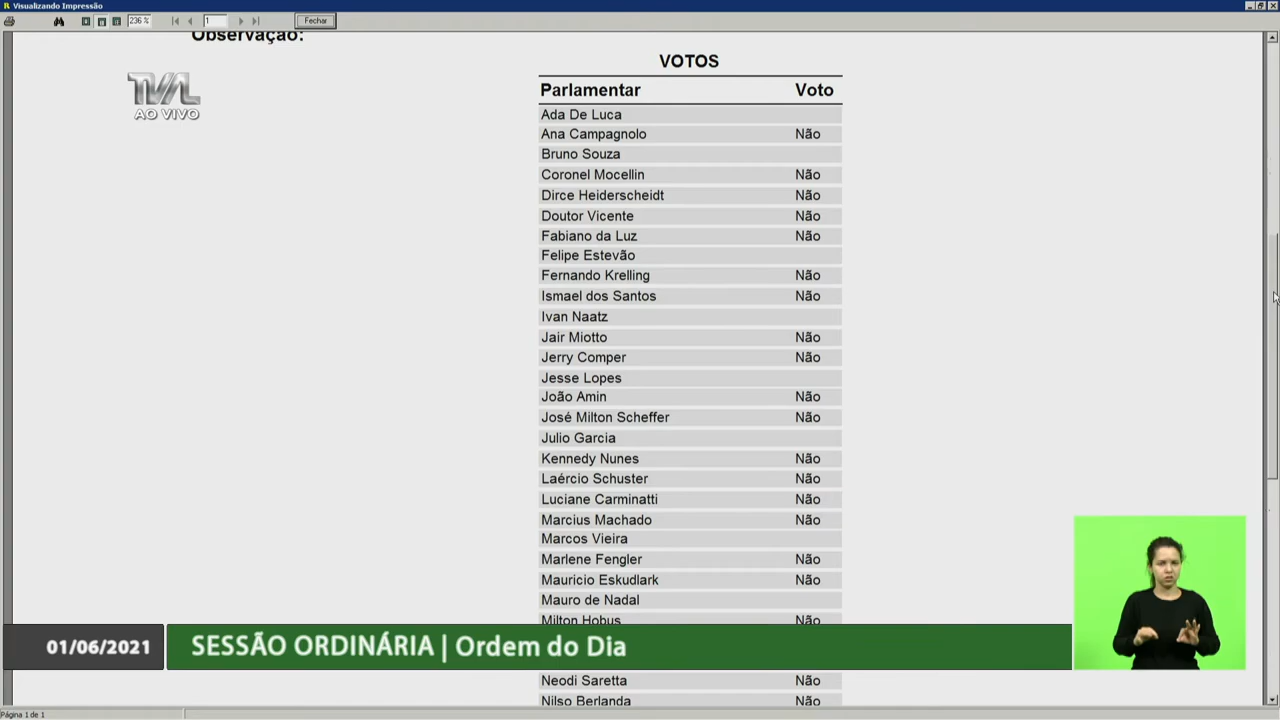 Visualizando Impressão
236 %
1
Fechar
Observação:
TVAL
AO VIVO
VOTOS
Parlamentar Voto
Ada De Luca
Ana Campagnolo Não
Bruno Souza
Coronel Mocellin Não
Dirce Heiderscheidt Não
Doutor Vicente Não
Fabiano da Luz Não
Felipe Estevão
Fernando Krelling Não
Ismael dos Santos Não
Ivan Naatz
Jair Miotto Não
Jerry Comper Não
Jesse Lopes
João Amin Não
José Milton Scheffer Não
Julio Garcia
Kennedy Nunes Não
Laércio Schuster Não
Luciane Carminatti Não
Marcius Machado Não
Marcos Vieira
Marlene Fengler Não
Mauricio Eskudlark Não
Mauro de Nadal
Milton Hobus Não
01/06/2021 SESSÃO ORDINÁRIA | Ordem do Dia
Neodi Saretta Não
Nilso Berlanda Não
Página 1 de 1